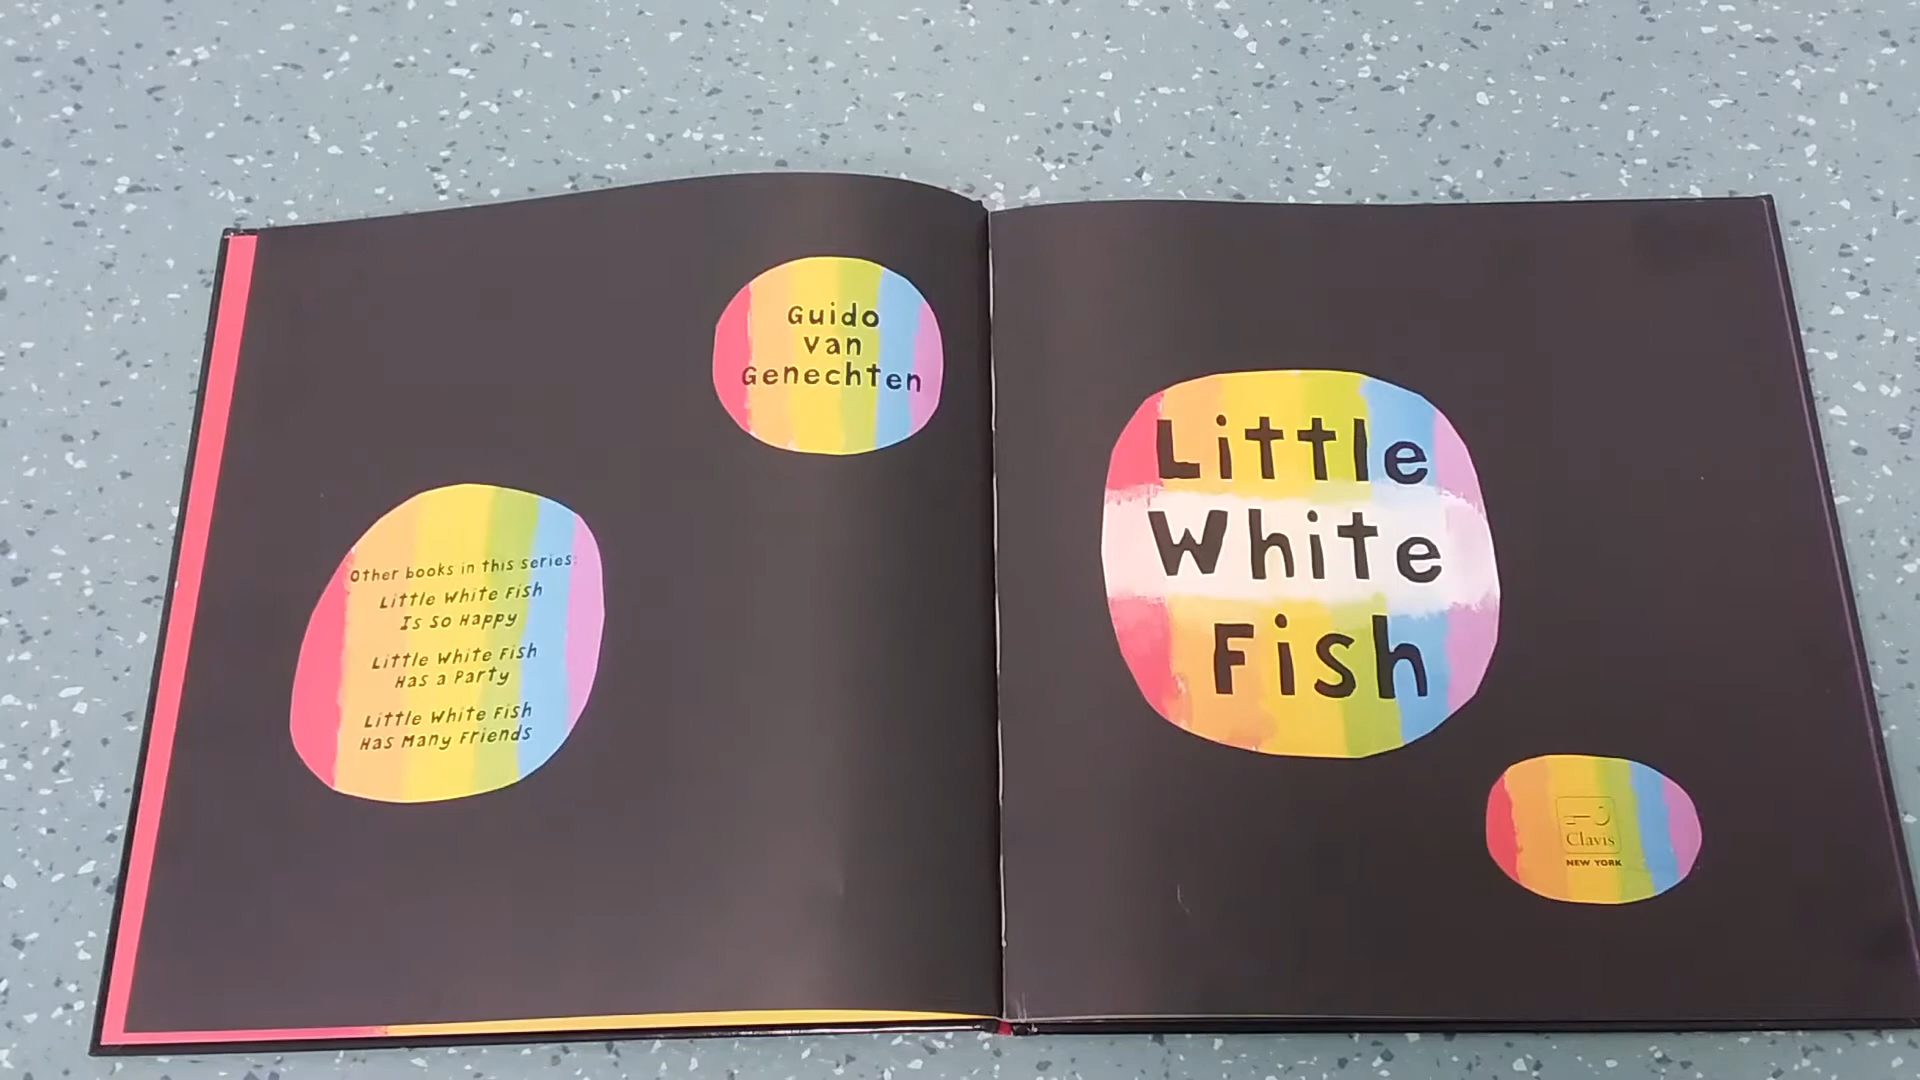 Guido
van
Genechten
Other books in this series:
Little White Fish
Is So Happy
Little White Fish
Has a Party
Little White Fish
Has Many Friends
Little
White
Fish
Clavis
NEW YORK